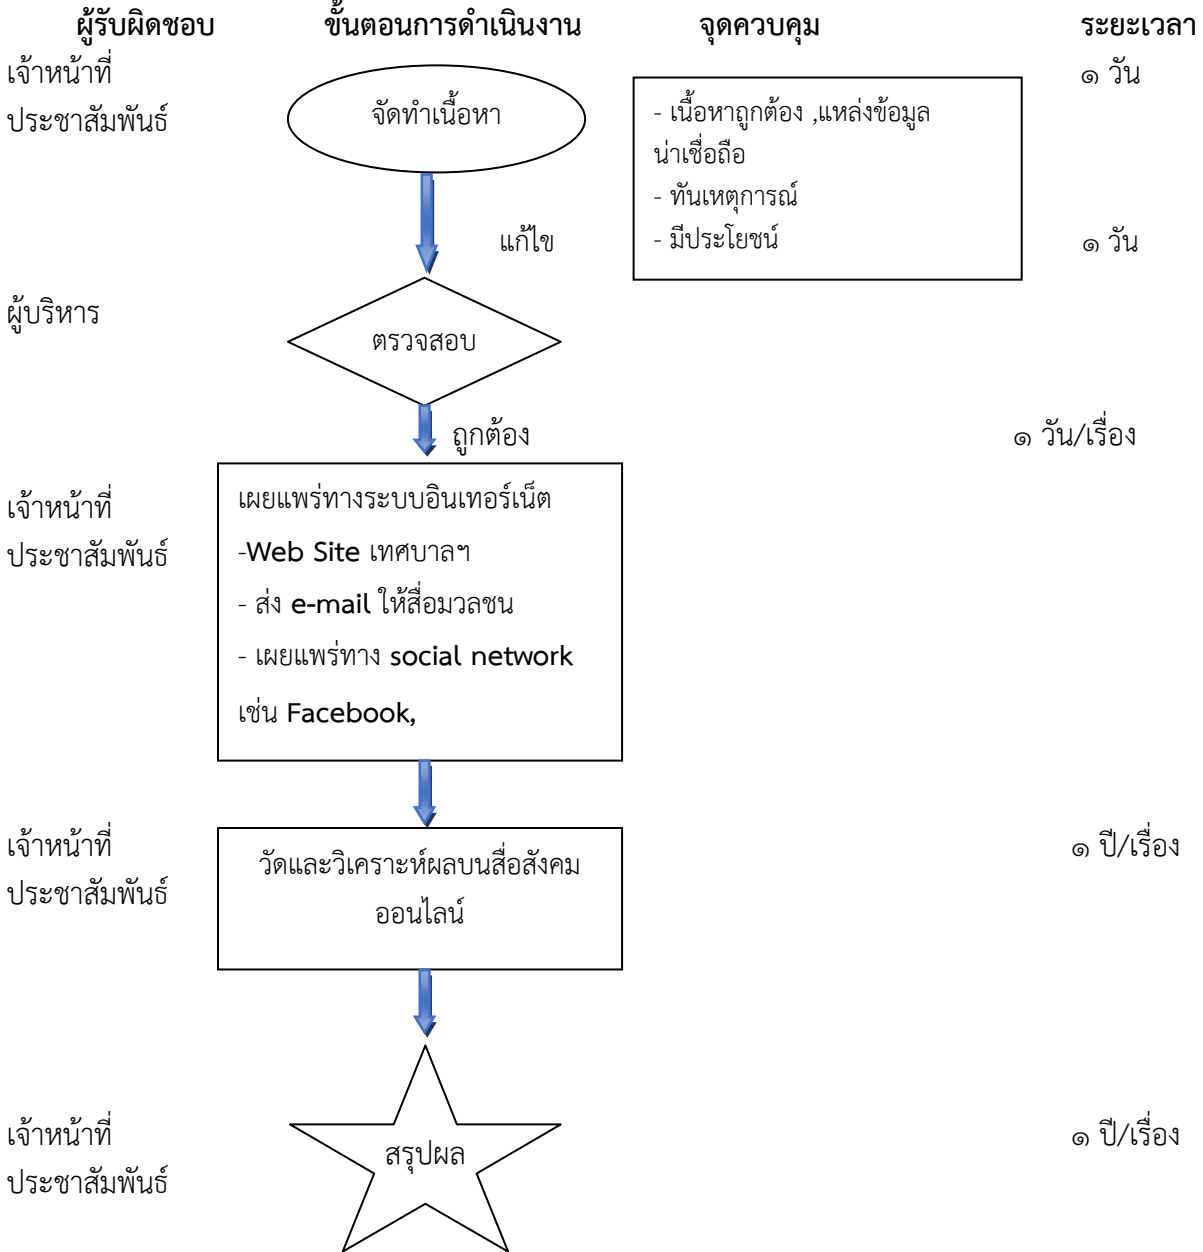 ผู้รับผิดชอบ ขั้นตอนการดำเนินงาน จุดควบคุม ระยะเวลา
เจ้าหน้าที่
ประชาสัมพันธ์
จัดทำเนื้อหา
- เนื้อหาถูกต้อง ,แหล่งข้อมูล
น่าเชื่อถือ
- ทันเหตุการณ์
- มีประโยชน์
๑ วัน
แก้ไข
๑ วัน
ผู้บริหาร
ตรวจสอบ
ถูกต้อง
๑ วัน/เรื่อง
เจ้าหน้าที่
ประชาสัมพันธ์
เผยแพร่ทางระบบอินเทอร์เน็ต
-Web Site เทศบาลฯ
- ส่ง e-mail ให้สื่อมวลชน
- เผยแพร่ทาง social network
เช่น Facebook,
เจ้าหน้าที่
ประชาสัมพันธ์
วัดและวิเคราะห์ผลบนสื่อสังคม
ออนไลน์
๑ ปี/เรื่อง
เจ้าหน้าที่
ประชาสัมพันธ์
สรุปผล
๑ ปี/เรื่อง